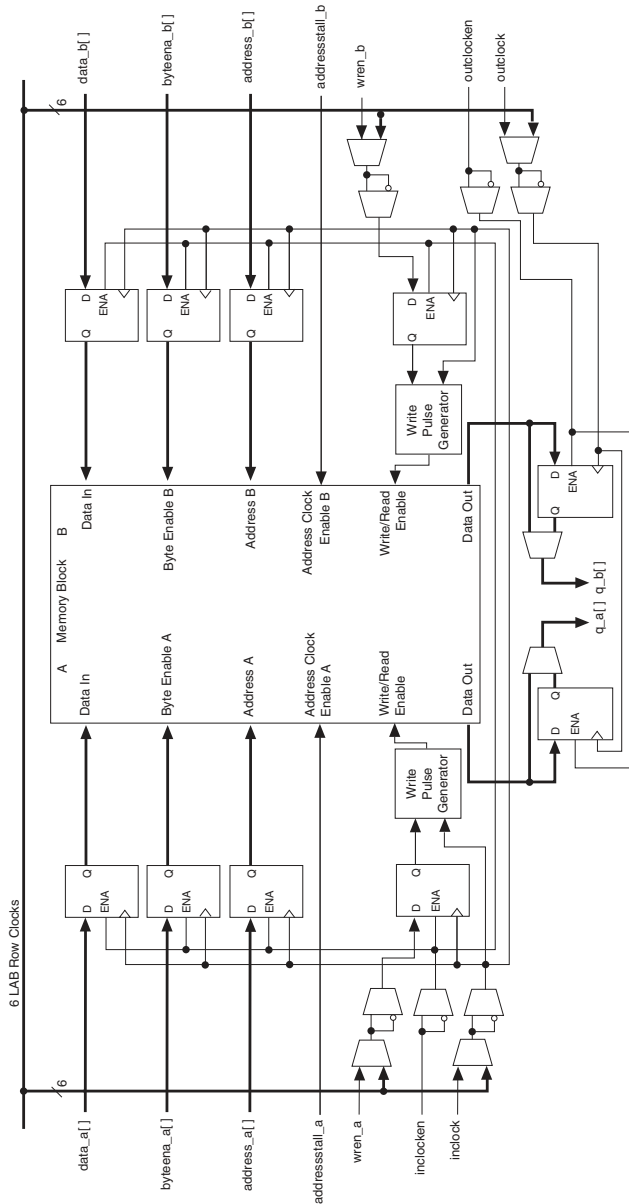 6 LAB Row Clocks
6
data_a[ ]
byteena_a[ ]
address_a[ ]
addressstall_a
wren_a
inclocken
inclock
D
Q
ENA
D
Q
ENA
D
Q
ENA
D
Q
ENA
Write
Pulse
Generator
A
Memory Block
B
Data In
Byte Enable A
Address A
Address Clock
Enable A
Write/Read
Enable
Data Out
Data In
Byte Enable B
Address B
Address Clock
Enable B
Write/Read
Enable
Data Out
D
Q
ENA
q_a[ ]
q_b[ ]
D
Q
ENA
Write
Pulse
Generator
Q
D
ENA
Q
D
ENA
Q
D
ENA
Q
D
ENA
6
data_b[ ]
byteena_b[ ]
address_b[ ]
addressstall_b
wren_b
outclocken
outclock